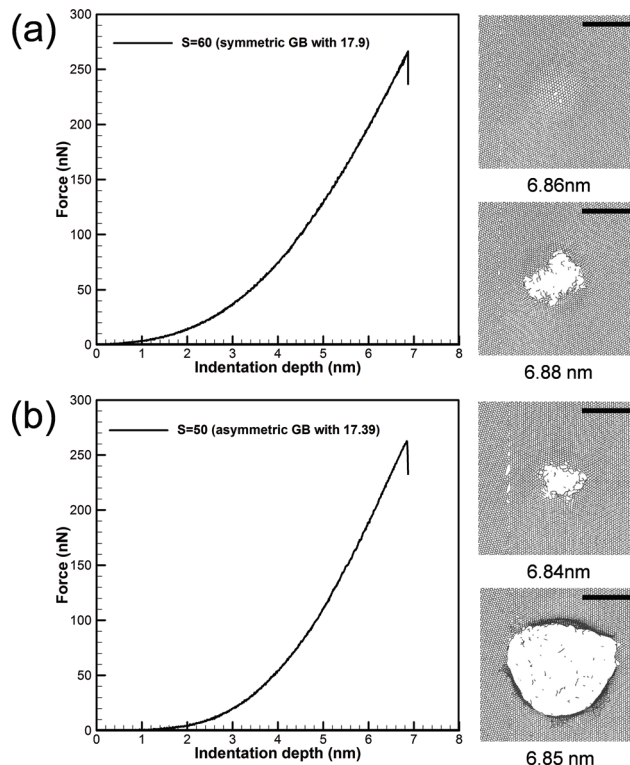 (a)
300
250
200
150
100
50
0
Force (nN)
S=60 (symmetric GB with 17.9)
0 1 2 3 4 5 6 7 8
Indentation depth (nm)
6.86nm
6.88 nm
(b)
300
250
200
150
100
50
0
Force (nN)
S=50 (asymmetric GB with 17.39)
0 1 2 3 4 5 6 7 8
Indentation depth (nm)
6.84nm
6.85 nm